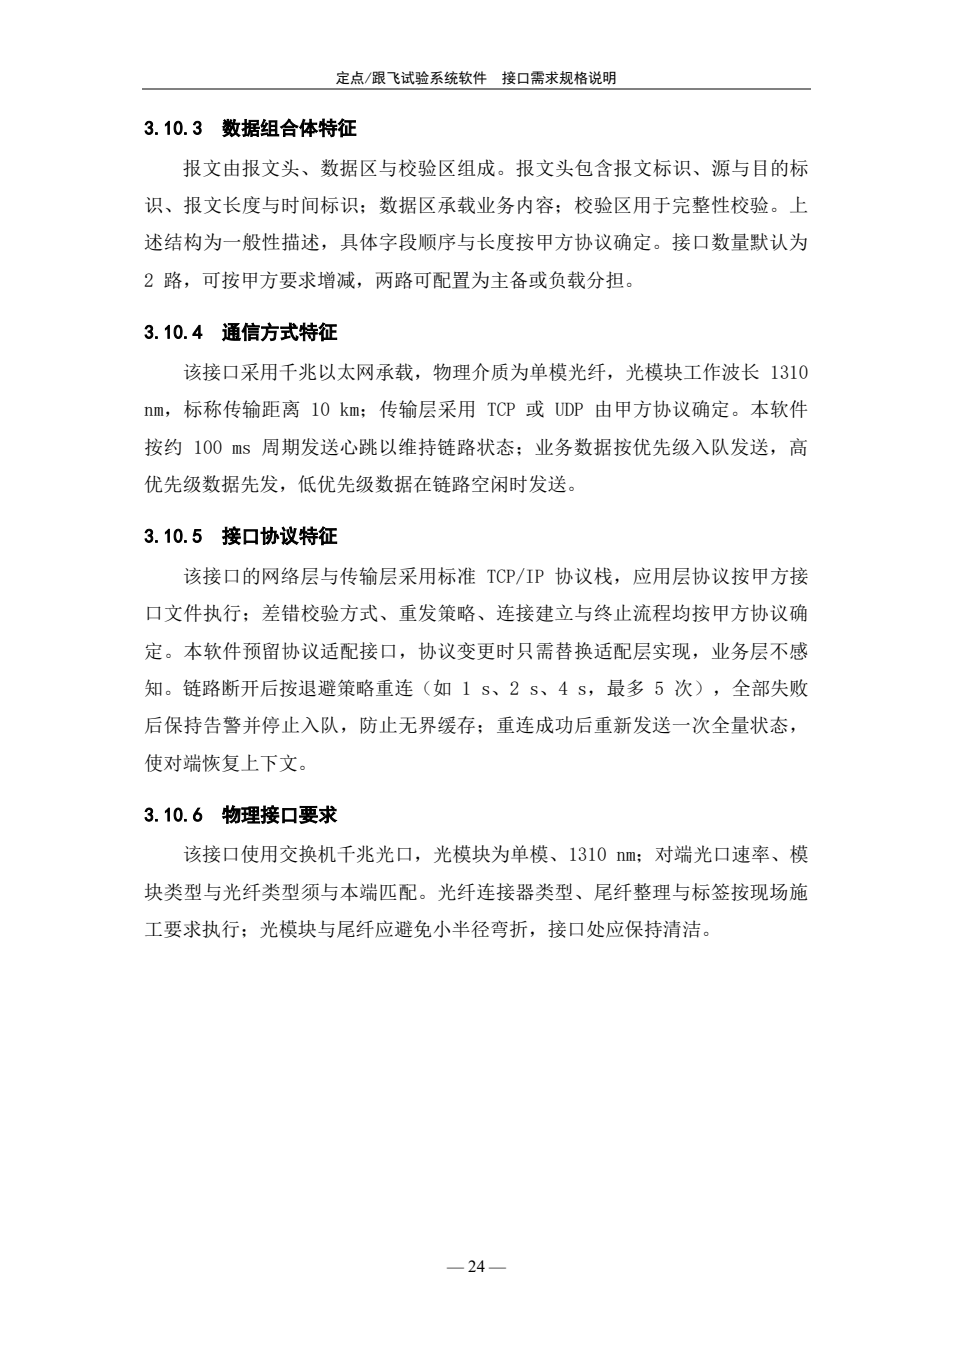 定点/跟飞试验系统软件　接口需求规格说明
3.10.3　数据组合体特征
报文由报文头、数据区与校验区组成。报文头包含报文标识、源与目的标
识、报文长度与时间标识；数据区承载业务内容；校验区用于完整性校验。上
述结构为一般性描述，具体字段顺序与长度按甲方协议确定。接口数量默认为
2 路，可按甲方要求增减，两路可配置为主备或负载分担。
3.10.4　通信方式特征
该接口采用千兆以太网承载，物理介质为单模光纤，光模块工作波长 1310
nm，标称传输距离 10 km；传输层采用 TCP 或 UDP 由甲方协议确定。本软件
按约 100 ms 周期发送心跳以维持链路状态；业务数据按优先级入队发送，高
优先级数据先发，低优先级数据在链路空闲时发送。
3.10.5　接口协议特征
该接口的网络层与传输层采用标准 TCP/IP 协议栈，应用层协议按甲方接
口文件执行；差错校验方式、重发策略、连接建立与终止流程均按甲方协议确
定。本软件预留协议适配接口，协议变更时只需替换适配层实现，业务层不感
知。链路断开后按退避策略重连（如 1 s、2 s、4 s，最多 5 次），全部失败
后保持告警并停止入队，防止无界缓存；重连成功后重新发送一次全量状态，
使对端恢复上下文。
3.10.6　物理接口要求
该接口使用交换机千兆光口，光模块为单模、1310 nm；对端光口速率、模
块类型与光纤类型须与本端匹配。光纤连接器类型、尾纤整理与标签按现场施
工要求执行；光模块与尾纤应避免小半径弯折，接口处应保持清洁。
— 24 —